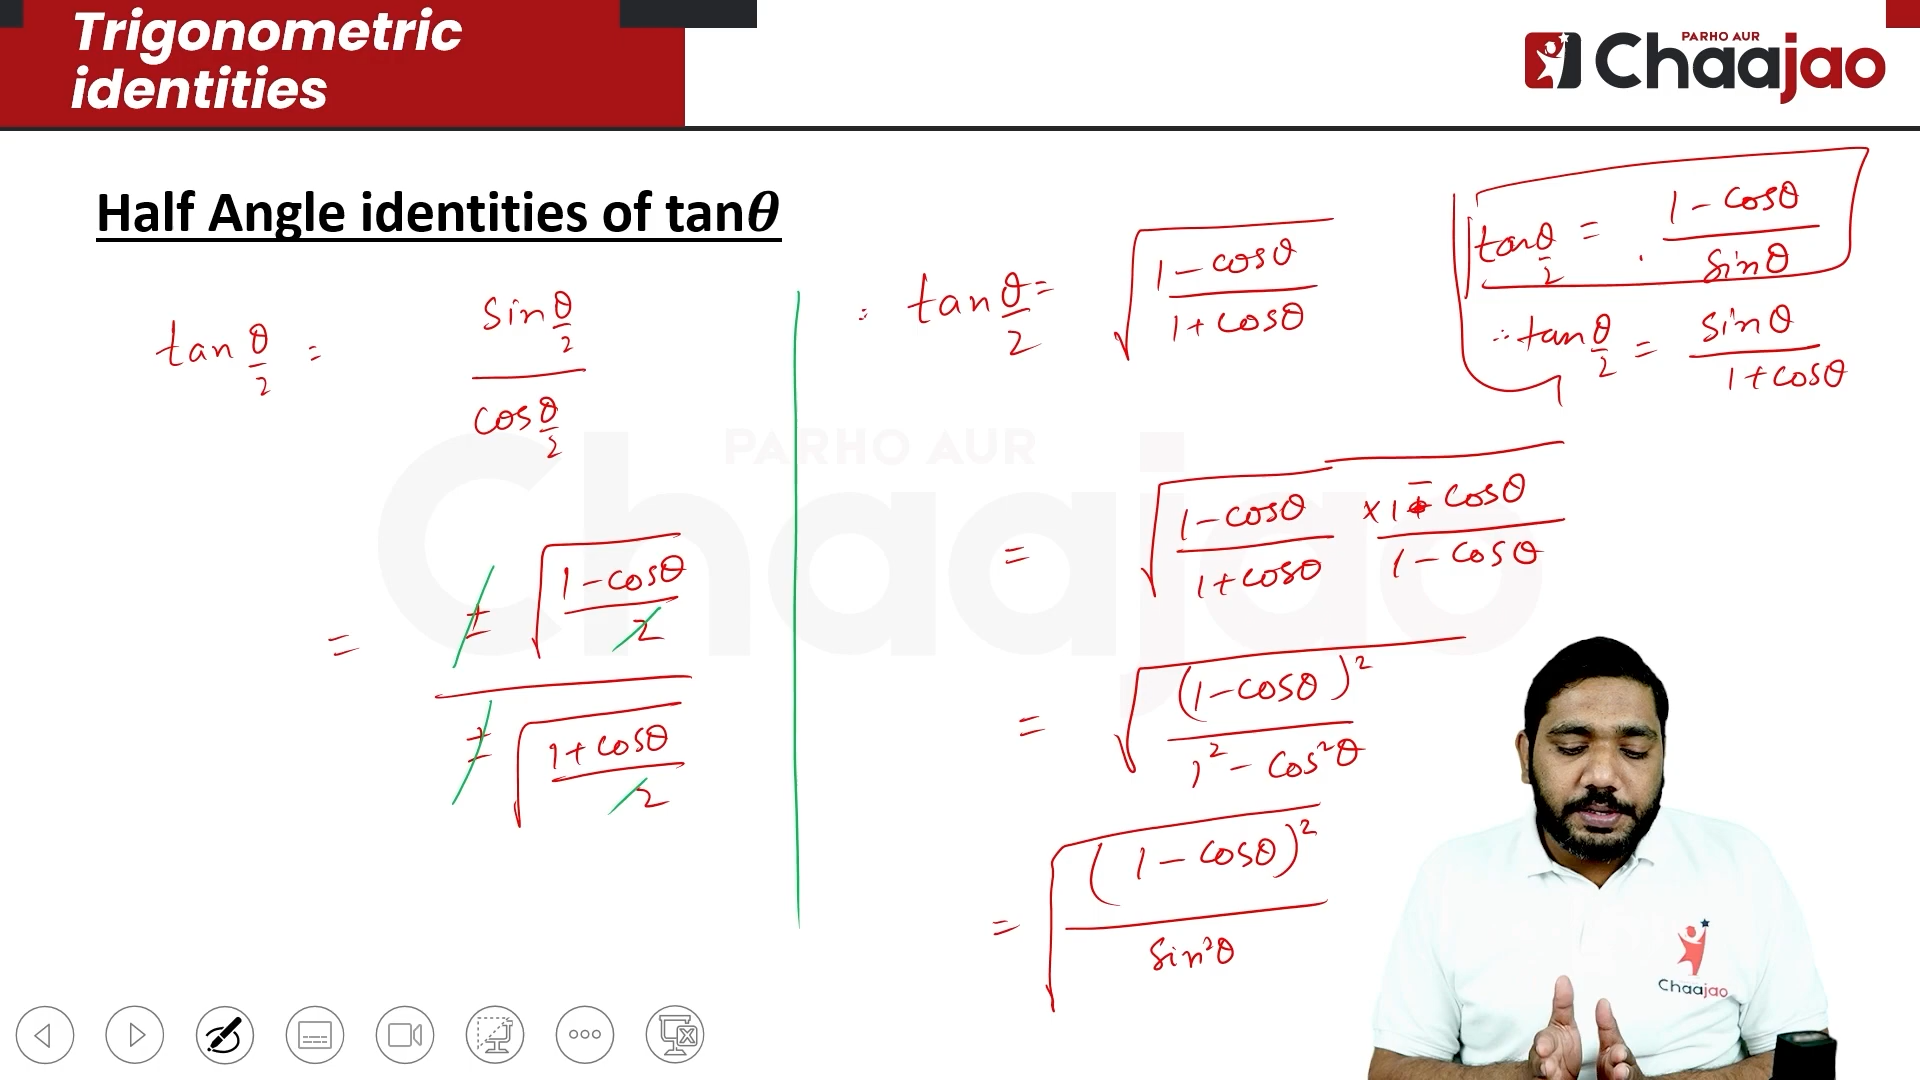 Trigonometric
identities
PARHO AUR
Chaajao
Half Angle identities of tanθ
tan θ/2 = sin θ/2 / cos θ/2
= ± √((1 - cosθ)/2) / ± √((1 + cosθ)/2)
∴ tan θ/2 = √((1 - cosθ)/(1 + cosθ))
= √((1 - cosθ)/(1 + cosθ) × (1 - cosθ)/(1 - cosθ))
= √((1 - cosθ)²/(1² - cos²θ))
= √((1 - cosθ)²/sin²θ)
tan θ/2 = (1 - cosθ)/sinθ
∴ tan θ/2 = sinθ/(1 + cosθ)
PARHO AUR
Chaajao
Chaajao